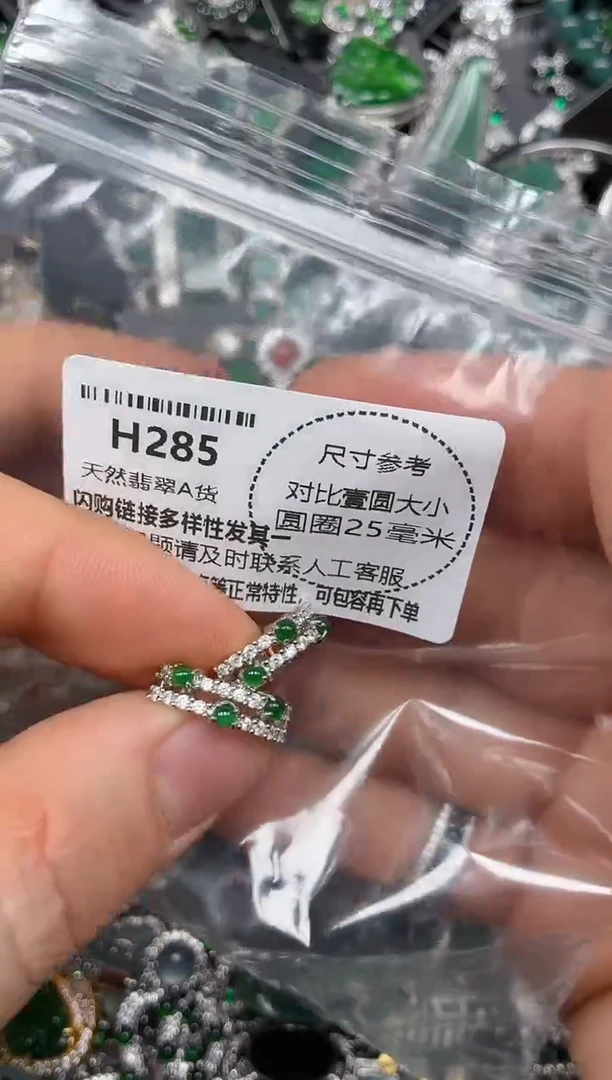 H285
天然翡翠A货
闪购链接多样性发其一
题请及时联系人工客服
等正常特性，可包容再下单
尺寸参考
对比壹圆大小
圆圈25毫米